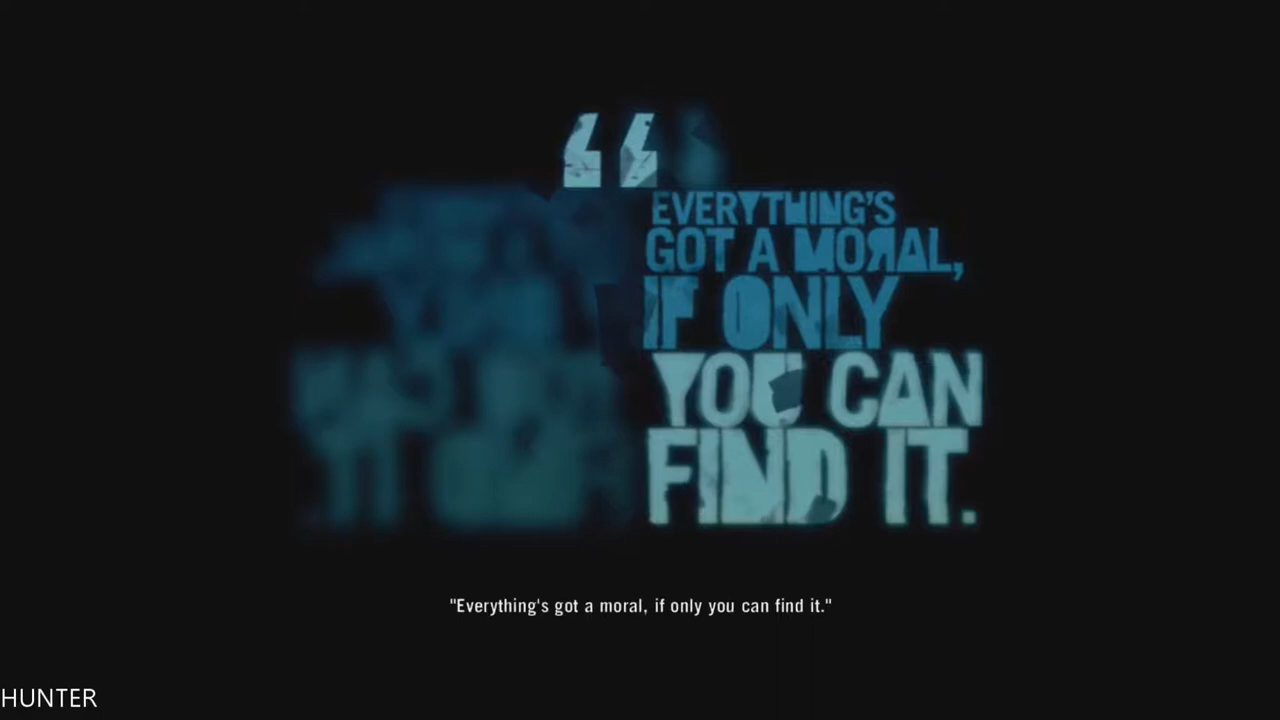 “
EVERYTHING'S
GOT A MORAL,
IF ONLY
YOU CAN
FIND IT.
"Everything's got a moral, if only you can find it."
HUNTER